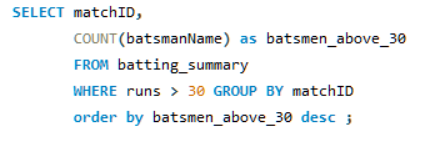 SELECT matchID,
COUNT(batsmanName) as batsmen_above_30
FROM batting_summary
WHERE runs > 30 GROUP BY matchID
order by batsmen_above_30 desc ;